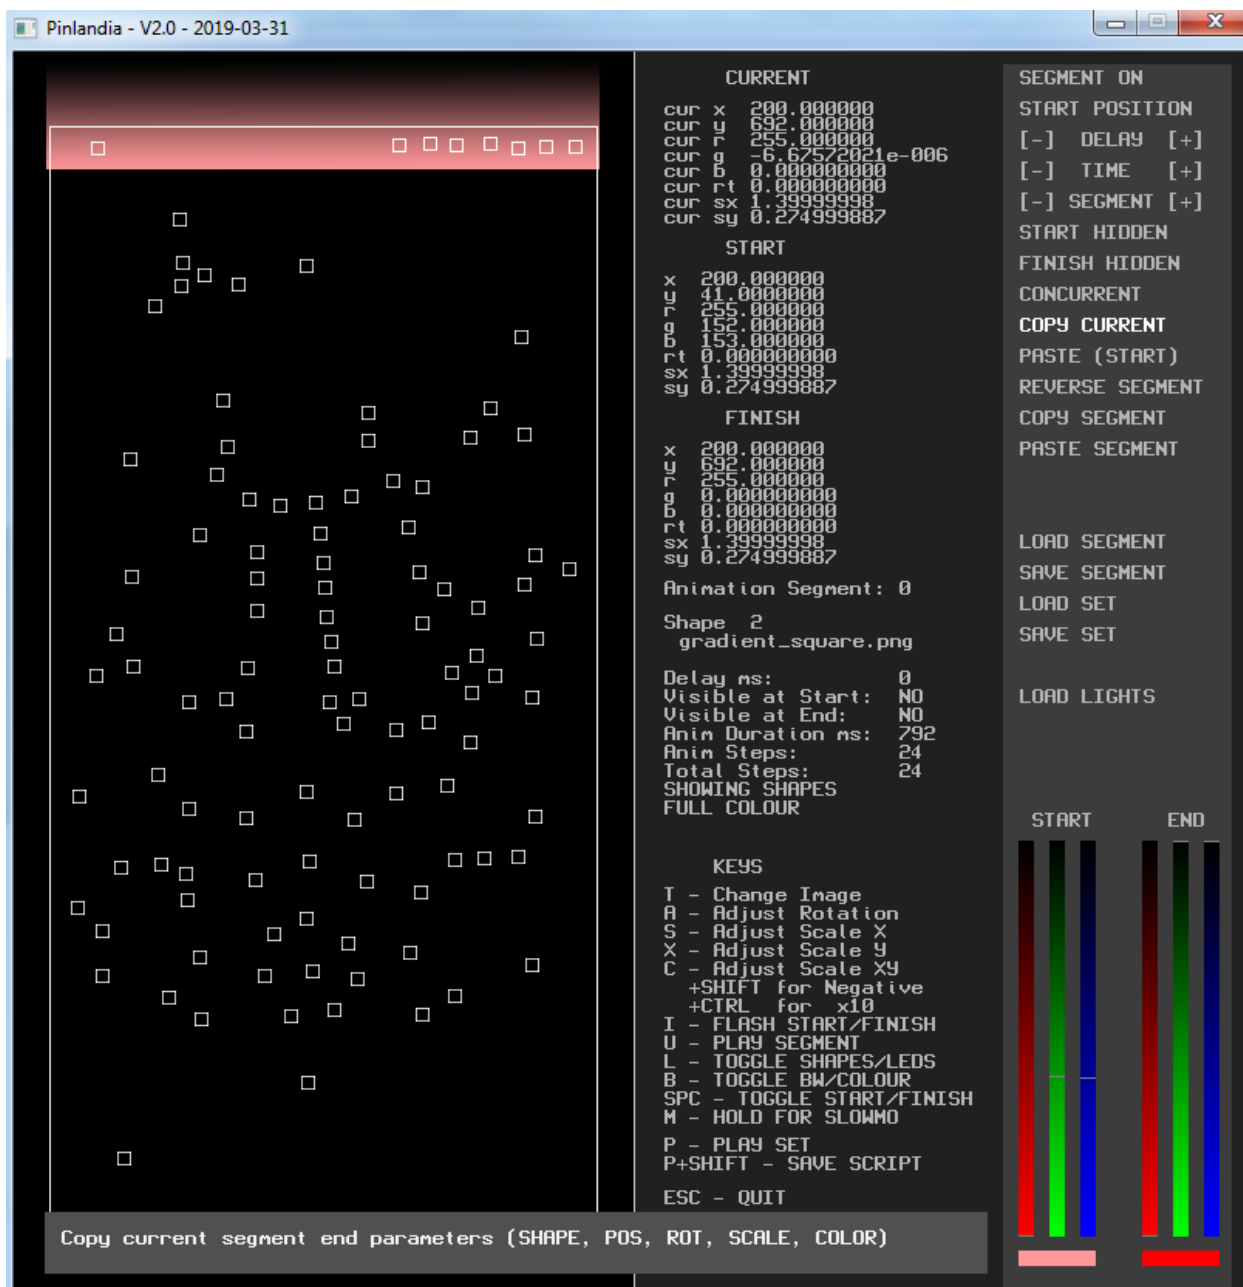 Pinlandia - V2.0 - 2019-03-31
CURRENT
cur x 200.000000
cur y 692.000000
cur r 255.000000
cur g -6.67572021e-006
cur b 0.000000000
cur rt 0.000000000
cur sx 1.39999998
cur sy 0.274999887
START
x 200.000000
y 41.0000000
r 255.000000
g 152.000000
b 153.000000
rt 0.000000000
sx 1.39999998
sy 0.274999887
FINISH
x 200.000000
y 692.000000
r 255.000000
g 0.000000000
b 0.000000000
rt 0.000000000
sx 1.39999998
sy 0.274999887
Animation Segment: 0
Shape 2
gradient_square.png
Delay ms: 0
Visible at Start: NO
Visible at End: NO
Anim Duration ms: 792
Anim Steps: 24
Total Steps: 24
SHOWING SHAPES
FULL COLOUR
KEYS
T - Change Image
A - Adjust Rotation
S - Adjust Scale X
X - Adjust Scale Y
C - Adjust Scale XY
+SHIFT for Negative
+CTRL for x10
I - FLASH START/FINISH
U - PLAY SEGMENT
L - TOGGLE SHAPES/LEDS
B - TOGGLE BW/COLOUR
SPC - TOGGLE START/FINISH
M - HOLD FOR SLOWMO
P - PLAY SET
P+SHIFT - SAVE SCRIPT
ESC - QUIT
SEGMENT ON
START POSITION
[-] DELAY [+]
[-] TIME [+]
[-] SEGMENT [+]
START HIDDEN
FINISH HIDDEN
CONCURRENT
COPY CURRENT
PASTE (START)
REVERSE SEGMENT
COPY SEGMENT
PASTE SEGMENT
LOAD SEGMENT
SAVE SEGMENT
LOAD SET
SAVE SET
LOAD LIGHTS
START END
Copy current segment end parameters (SHAPE, POS, ROT, SCALE, COLOR)